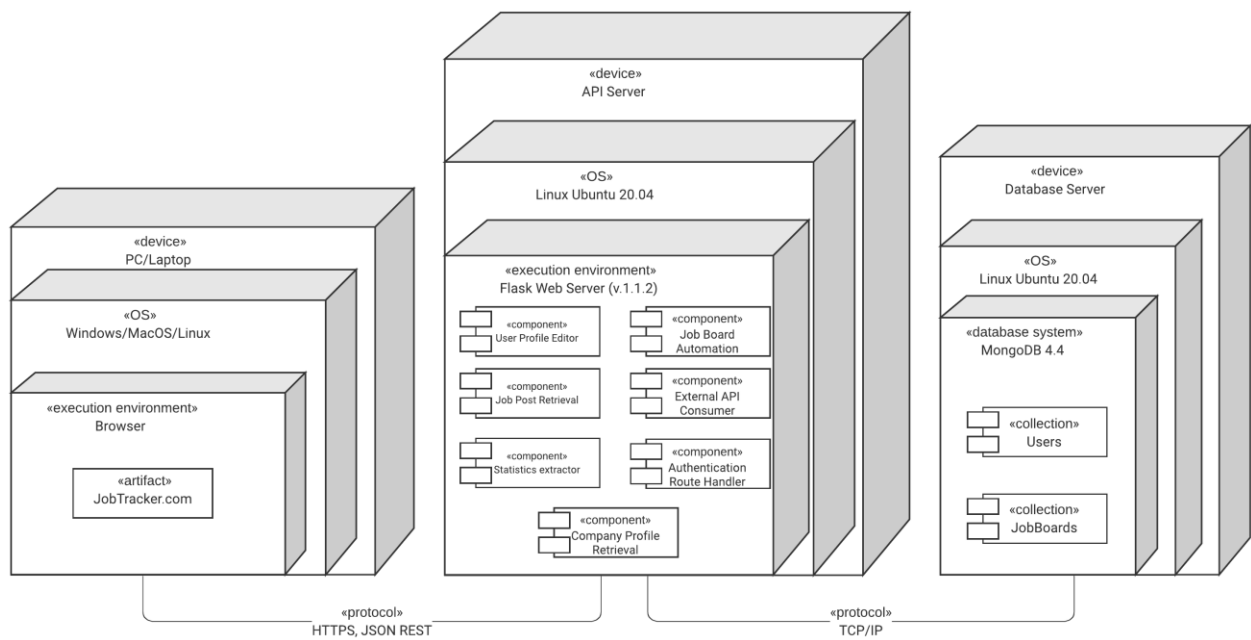 «device»
PC/Laptop
«OS»
Windows/MacOS/Linux
«execution environment»
Browser
«artifact»
JobTracker.com
«device»
API Server
«OS»
Linux Ubuntu 20.04
«execution environment»
Flask Web Server (v.1.1.2)
«component»
User Profile Editor
«component»
Job Board
Automation
«component»
Job Post Retrieval
«component»
External API
Consumer
«component»
Statistics extractor
«component»
Authentication
Route Handler
«component»
Company Profile
Retrieval
«device»
Database Server
«OS»
Linux Ubuntu 20.04
«database system»
MongoDB 4.4
«collection»
Users
«collection»
JobBoards
«protocol»
HTTPS, JSON REST
«protocol»
TCP/IP